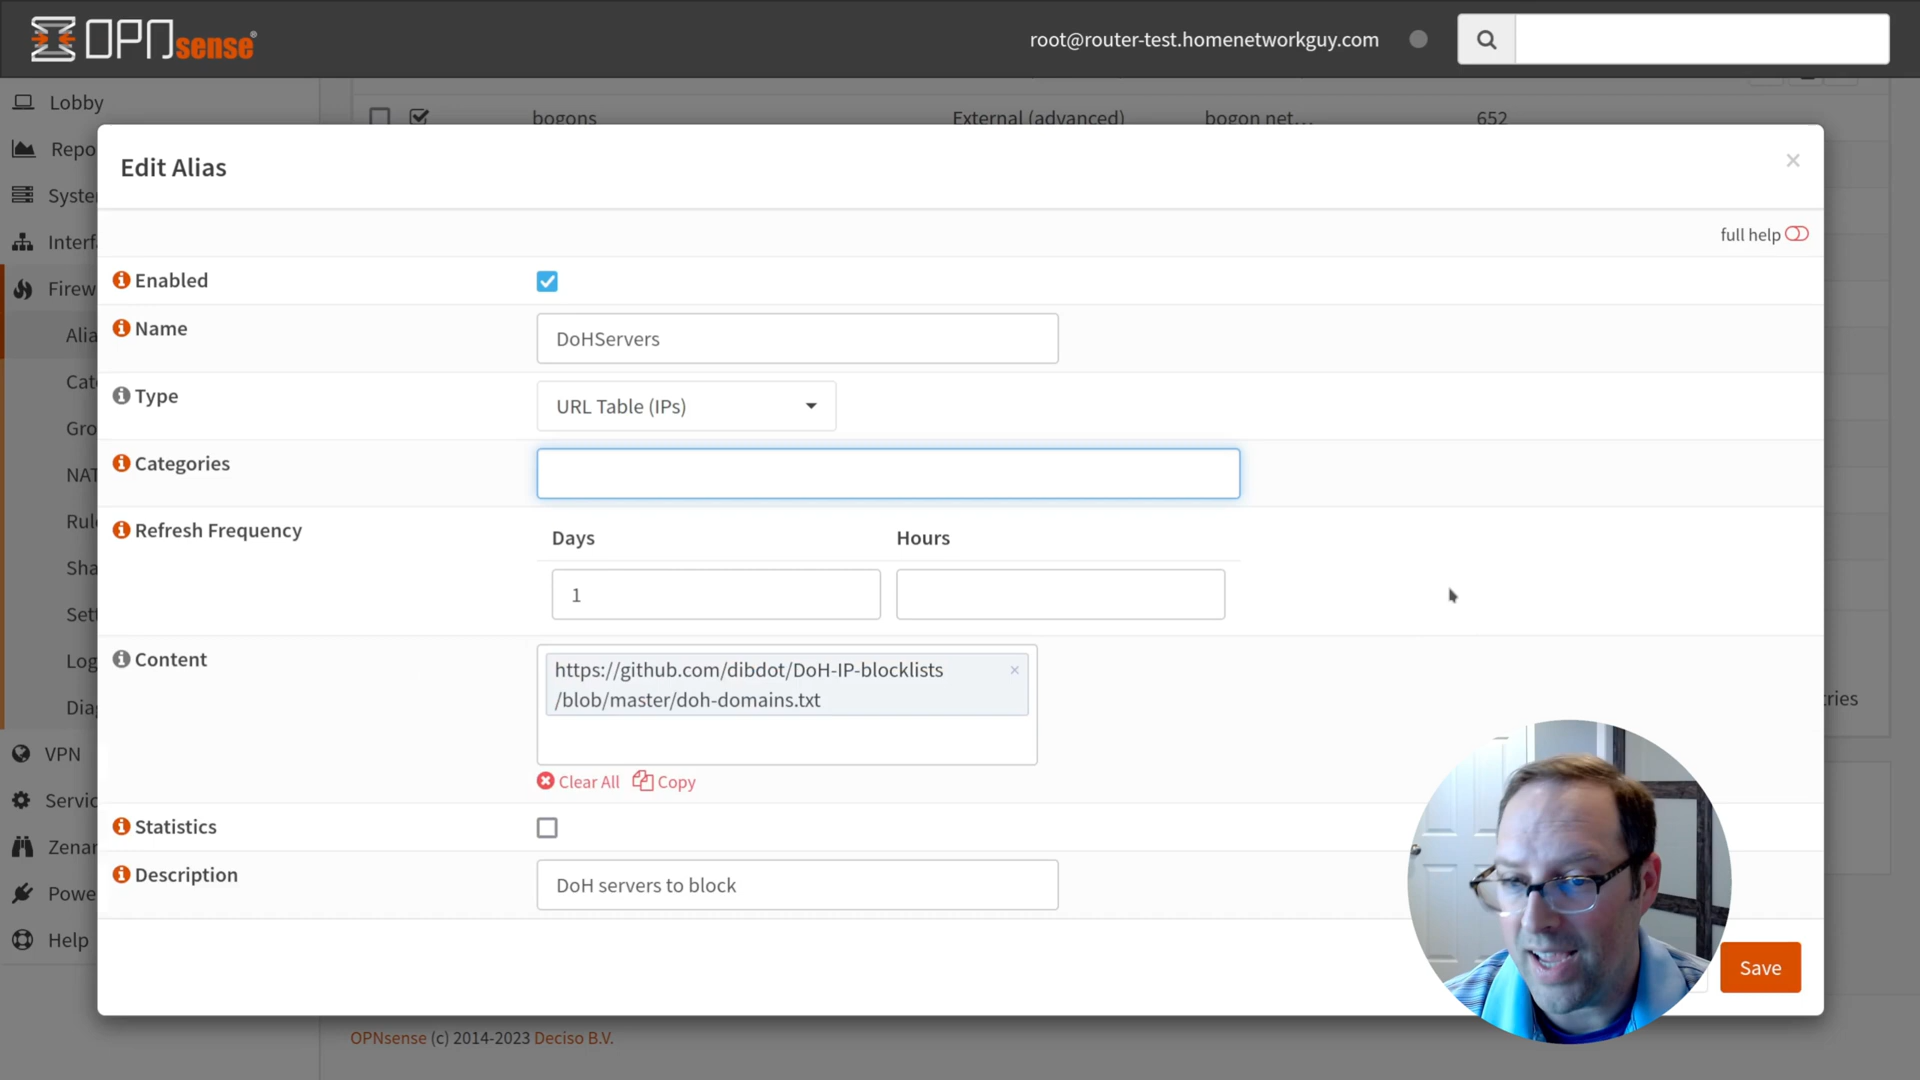 OPNsense®
root@router-test.homenetworkguy.com
Lobby
bogons External (advanced) bogon net... 652
Repo
Syste
Interf
Firew
Alia
Cat
Gro
NAT
Rul
Sha
Sett
Log
Diag
VPN
Servic
Zenar
Powe
Help
Edit Alias
×
full help
Enabled
Name DoHServers
Type URL Table (IPs)
Categories
Refresh Frequency Days Hours
1
Content https://github.com/dibdot/DoH-IP-blocklists ×
/blob/master/doh-domains.txt
Clear All Copy
Statistics
Description DoH servers to block
Save
tries
OPNsense (c) 2014-2023 Deciso B.V.